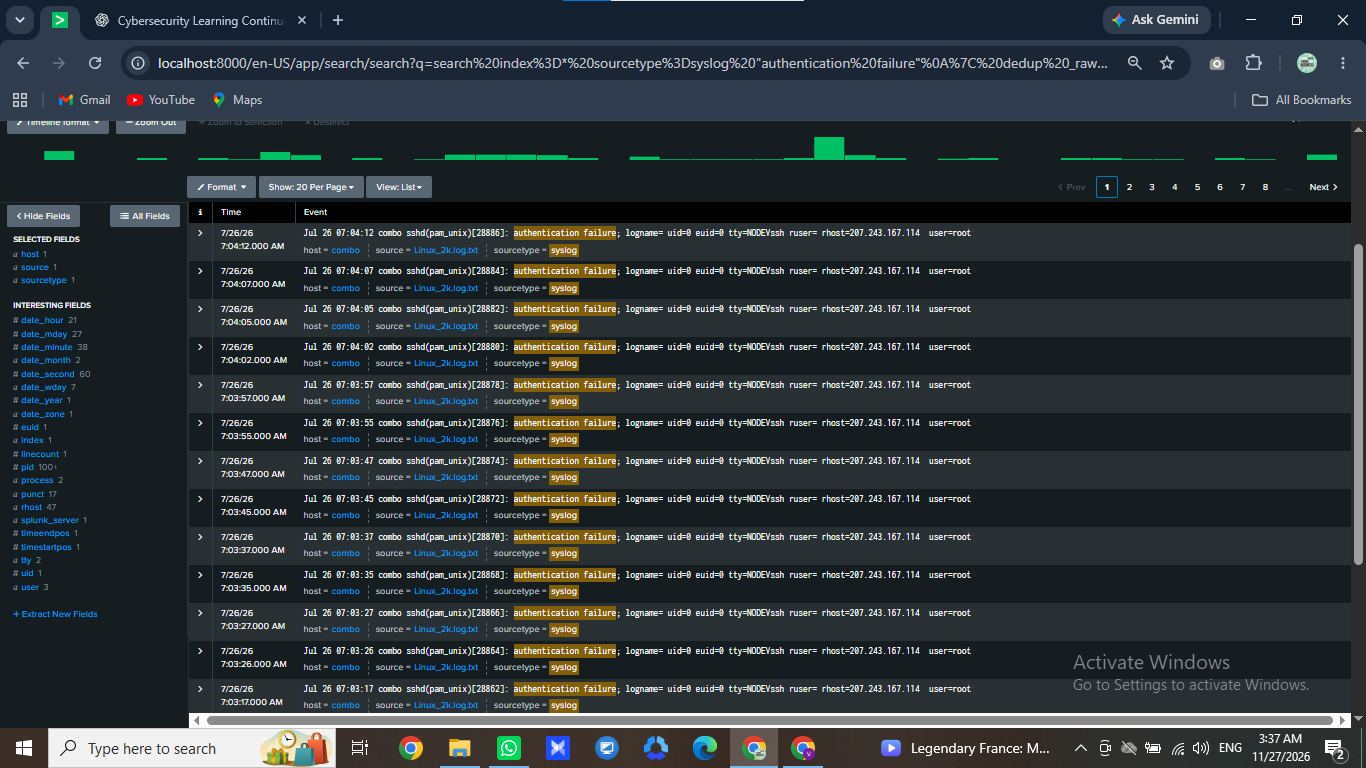 Cybersecurity Learning Continu
Ask Gemini
localhost:8000/en-US/app/search/search?q=search%20index%3D*%20sourcetype%3Dsyslog%20"authentication%20failure"%0A%7C%20dedup%20_raw...
Gmail
YouTube
Maps
All Bookmarks
Timeline format
− Zoom Out
+ Zoom to Selection
× Deselect
Format
Show: 20 Per Page
View: List
< Prev 1 2 3 4 5 6 7 8 ... Next >
< Hide Fields
All Fields
i Time Event
SELECTED FIELDS
a host 1
a source 1
a sourcetype 1
INTERESTING FIELDS
# date_hour 21
# date_mday 27
# date_minute 38
a date_month 2
# date_second 60
a date_wday 7
# date_year 1
a date_zone 1
# euid 1
a index 1
# linecount 1
# pid 100+
a process 2
a punct 17
a rhost 47
a splunk_server 1
# timeendpos 1
# timestartpos 1
a tty 2
# uid 1
a user 3
+ Extract New Fields
7/26/26 Jul 26 07:04:12 combo sshd(pam_unix)[28886]: authentication failure; logname= uid=0 euid=0 tty=NODEVssh ruser= rhost=207.243.167.114 user=root
7:04:12.000 AM host = combo source = Linux_2k.log.txt sourcetype = syslog
7/26/26 Jul 26 07:04:07 combo sshd(pam_unix)[28884]: authentication failure; logname= uid=0 euid=0 tty=NODEVssh ruser= rhost=207.243.167.114 user=root
7:04:07.000 AM host = combo source = Linux_2k.log.txt sourcetype = syslog
7/26/26 Jul 26 07:04:05 combo sshd(pam_unix)[28882]: authentication failure; logname= uid=0 euid=0 tty=NODEVssh ruser= rhost=207.243.167.114 user=root
7:04:05.000 AM host = combo source = Linux_2k.log.txt sourcetype = syslog
7/26/26 Jul 26 07:04:02 combo sshd(pam_unix)[28880]: authentication failure; logname= uid=0 euid=0 tty=NODEVssh ruser= rhost=207.243.167.114 user=root
7:04:02.000 AM host = combo source = Linux_2k.log.txt sourcetype = syslog
7/26/26 Jul 26 07:03:57 combo sshd(pam_unix)[28878]: authentication failure; logname= uid=0 euid=0 tty=NODEVssh ruser= rhost=207.243.167.114 user=root
7:03:57.000 AM host = combo source = Linux_2k.log.txt sourcetype = syslog
7/26/26 Jul 26 07:03:55 combo sshd(pam_unix)[28876]: authentication failure; logname= uid=0 euid=0 tty=NODEVssh ruser= rhost=207.243.167.114 user=root
7:03:55.000 AM host = combo source = Linux_2k.log.txt sourcetype = syslog
7/26/26 Jul 26 07:03:47 combo sshd(pam_unix)[28874]: authentication failure; logname= uid=0 euid=0 tty=NODEVssh ruser= rhost=207.243.167.114 user=root
7:03:47.000 AM host = combo source = Linux_2k.log.txt sourcetype = syslog
7/26/26 Jul 26 07:03:45 combo sshd(pam_unix)[28872]: authentication failure; logname= uid=0 euid=0 tty=NODEVssh ruser= rhost=207.243.167.114 user=root
7:03:45.000 AM host = combo source = Linux_2k.log.txt sourcetype = syslog
7/26/26 Jul 26 07:03:37 combo sshd(pam_unix)[28870]: authentication failure; logname= uid=0 euid=0 tty=NODEVssh ruser= rhost=207.243.167.114 user=root
7:03:37.000 AM host = combo source = Linux_2k.log.txt sourcetype = syslog
7/26/26 Jul 26 07:03:35 combo sshd(pam_unix)[28868]: authentication failure; logname= uid=0 euid=0 tty=NODEVssh ruser= rhost=207.243.167.114 user=root
7:03:35.000 AM host = combo source = Linux_2k.log.txt sourcetype = syslog
7/26/26 Jul 26 07:03:27 combo sshd(pam_unix)[28866]: authentication failure; logname= uid=0 euid=0 tty=NODEVssh ruser= rhost=207.243.167.114 user=root
7:03:27.000 AM host = combo source = Linux_2k.log.txt sourcetype = syslog
7/26/26 Jul 26 07:03:26 combo sshd(pam_unix)[28864]: authentication failure; logname= uid=0 euid=0 tty=NODEVssh ruser= rhost=207.243.167.114 user=root
7:03:26.000 AM host = combo source = Linux_2k.log.txt sourcetype = syslog
7/26/26 Jul 26 07:03:17 combo sshd(pam_unix)[28862]: authentication failure; logname= uid=0 euid=0 tty=NODEVssh ruser= rhost=207.243.167.114 user=root
7:03:17.000 AM host = combo source = Linux_2k.log.txt sourcetype = syslog
Activate Windows
Go to Settings to activate Windows.
Type here to search
Legendary France: M...
ENG
3:37 AM
11/27/2026
2